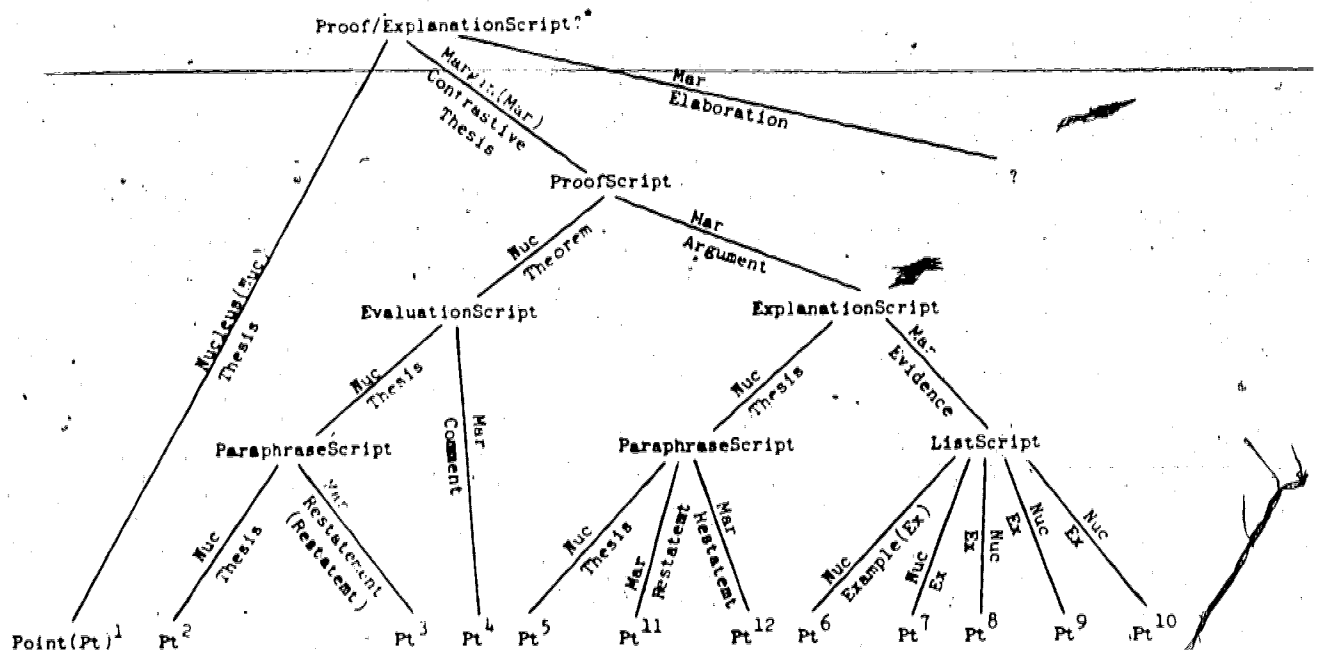 Proof/ExplanationScript?*
Margin(Mar)
Contrastive
Thesis
Mar
Elaboration
?
ProofScript
Nuc
Theorem
Mar
Argument
Nucleus(Nuc)
Thesis
EvaluationScript
ExplanationScript
Nuc
Thesis
Mar
Comment
Nuc
Thesis
Mar
Evidence
ParaphraseScript
ParaphraseScript
ListScript
Nuc
Thesis
Mar
Restatement
(Restatemt)
Nuc
Thesis
Mar
Restatemt
Mar
Restatemt
Nuc
Example(Ex)
Nuc
Ex
Nuc
Ex
Nuc
Ex
Nuc
Ex
Point(Pt)1 Pt2 Pt3 Pt4 Pt5 Pt11 Pt12 Pt6 Pt7 Pt8 Pt9 Pt10